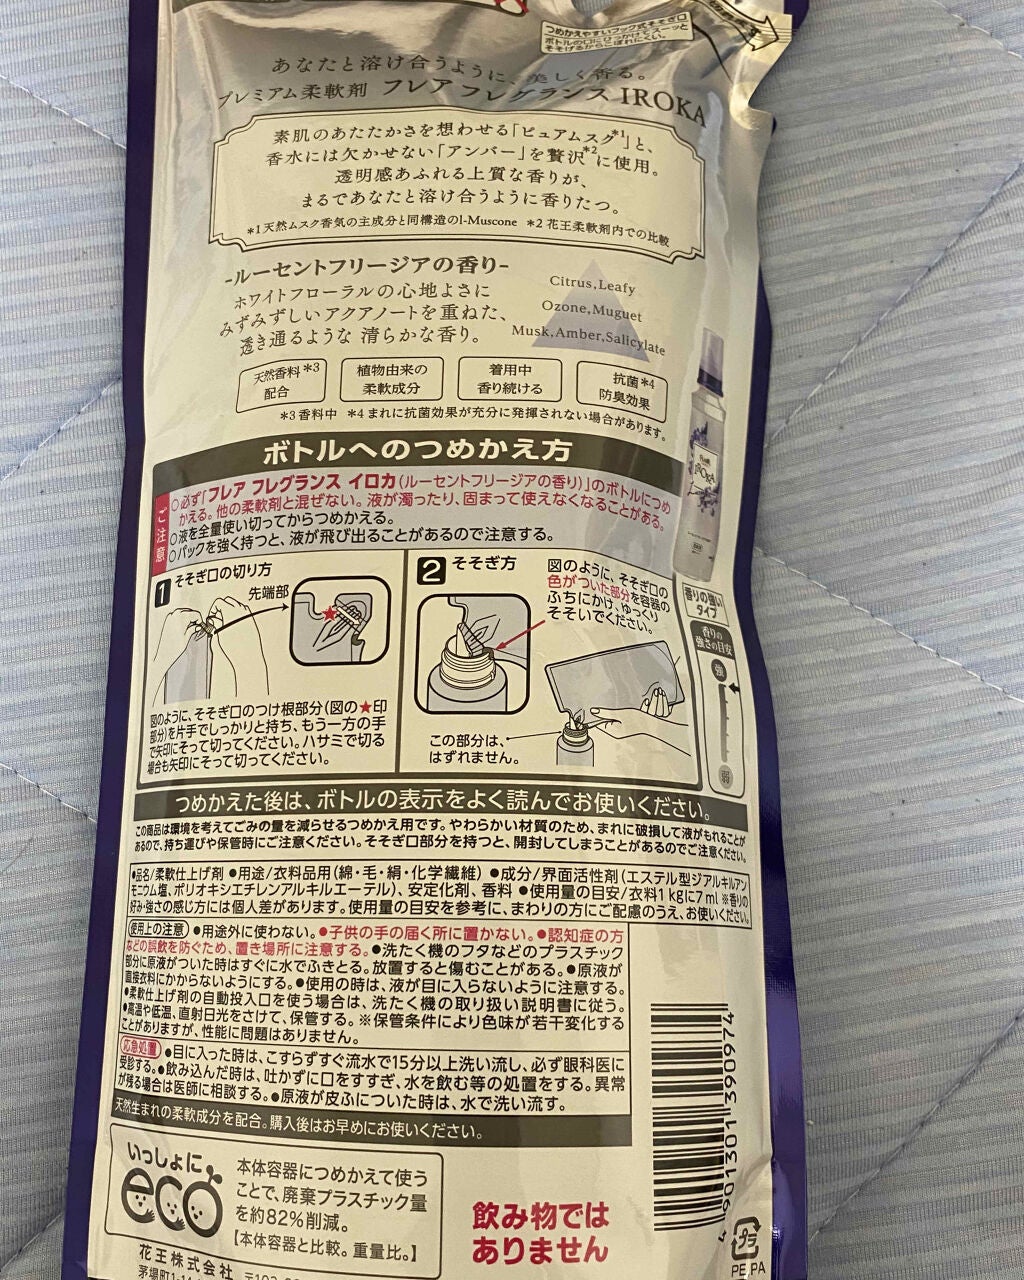 つめかえやすいフック式そそぎ口
ボトルの口にひっかけてスーッと
そそげるからこぼれにくい。
あなたと溶け合うように、美しく香る。
プレミアム柔軟剤 フレア フレグランス IROKA
素肌のあたたかさを想わせる「ピュアムスク*1」と、
香水には欠かせない「アンバー」を贅沢*2に使用。
透明感あふれる上質な香りが、
まるであなたと溶け合うように香りたつ。
*1 天然ムスク香気の主成分と同構造のl-Muscone *2 花王柔軟剤内での比較
-ルーセントフリージアの香り-
ホワイトフローラルの心地よさに
みずみずしいアクアノートを重ねた、
透き通るような 清らかな香り。
Citrus,Leafy
Ozone,Muguet
Musk,Amber,Salicylate
天然香料*3
配合
植物由来の
柔軟成分
着用中
香り続ける
抗菌*4
防臭効果
*3 香料中 *4 まれに抗菌効果が充分に発揮されない場合があります。
ボトルへのつめかえ方
ご注意
○必ず「フレア フレグランス イロカ(ルーセントフリージアの香り)」のボトルにつめ
かえる。他の柔軟剤と混ぜない。液が濁ったり、固まって使えなくなることがある。
○液を全量使い切ってからつめかえる。
○パックを強く持つと、液が飛び出ることがあるので注意する。
1 そそぎ口の切り方
先端部
図のように、そそぎ口のつけ根部分(図の★印
部分)を片手でしっかりと持ち、もう一方の手
で矢印にそって切ってください。ハサミで切る
場合も矢印にそって切ってください。
2 そそぎ方
図のように、そそぎ口の
色がついた部分を容器の
ふちにかけ、ゆっくり
そそいでください。
この部分は、
はずれません。
IROKA
香りの強い
タイプ
香りの
強さの目安
強
弱
つめかえた後は、ボトルの表示をよく読んでお使いください。
この商品は環境を考えてごみの量を減らせるつめかえ用です。やわらかい材質のため、まれに破損して液がもれることが
あるので、持ち運びや保管時にご注意ください。そそぎ口部分を持つと、開封してしまうことがあるのでご注意ください。
●品名/柔軟仕上げ剤 ●用途/衣料品用(綿・毛・絹・化学繊維) ●成分/界面活性剤(エステル型ジアルキルアン
モニウム塩、ポリオキシエチレンアルキルエーテル)、安定化剤、香料 ●使用量の目安/衣料1kgに7ml ※香りの
好み・強さの感じ方には個人差があります。使用量の目安を参考に、まわりの方にご配慮のうえ、お使いください。
使用上の注意 ●用途外に使わない。●子供の手の届く所に置かない。●認知症の方
などの誤飲を防ぐため、置き場所に注意する。●洗たく機のフタなどのプラスチック
部分に原液がついた時はすぐに水でふきとる。放置すると傷むことがある。●原液が
直接衣料にかからないようにする。●使用の時は、液が目に入らないように注意する。
●柔軟仕上げ剤の自動投入口を使う場合は、洗たく機の取り扱い説明書に従う。
●高温や低温、直射日光をさけて、保管する。※保管条件により色味が若干変化する
ことがありますが、性能に問題はありません。
応急処置 ●目に入った時は、こすらずすぐ流水で15分以上洗い流し、必ず眼科医に
受診する。●飲み込んだ時は、吐かずに口をすすぎ、水を飲む等の処置をする。異常
が残る場合は医師に相談する。●原液が皮ふについた時は、水で洗い流す。
天然生まれの柔軟成分を配合。購入後はお早めにお使いください。
いっしょに
eco
本体容器につめかえて使う
ことで、廃棄プラスチック量
を約82%削減。
【本体容器と比較。重量比。】
飲み物では
ありません
4 901301 390974
プラ
PE,PA
花王株式会社